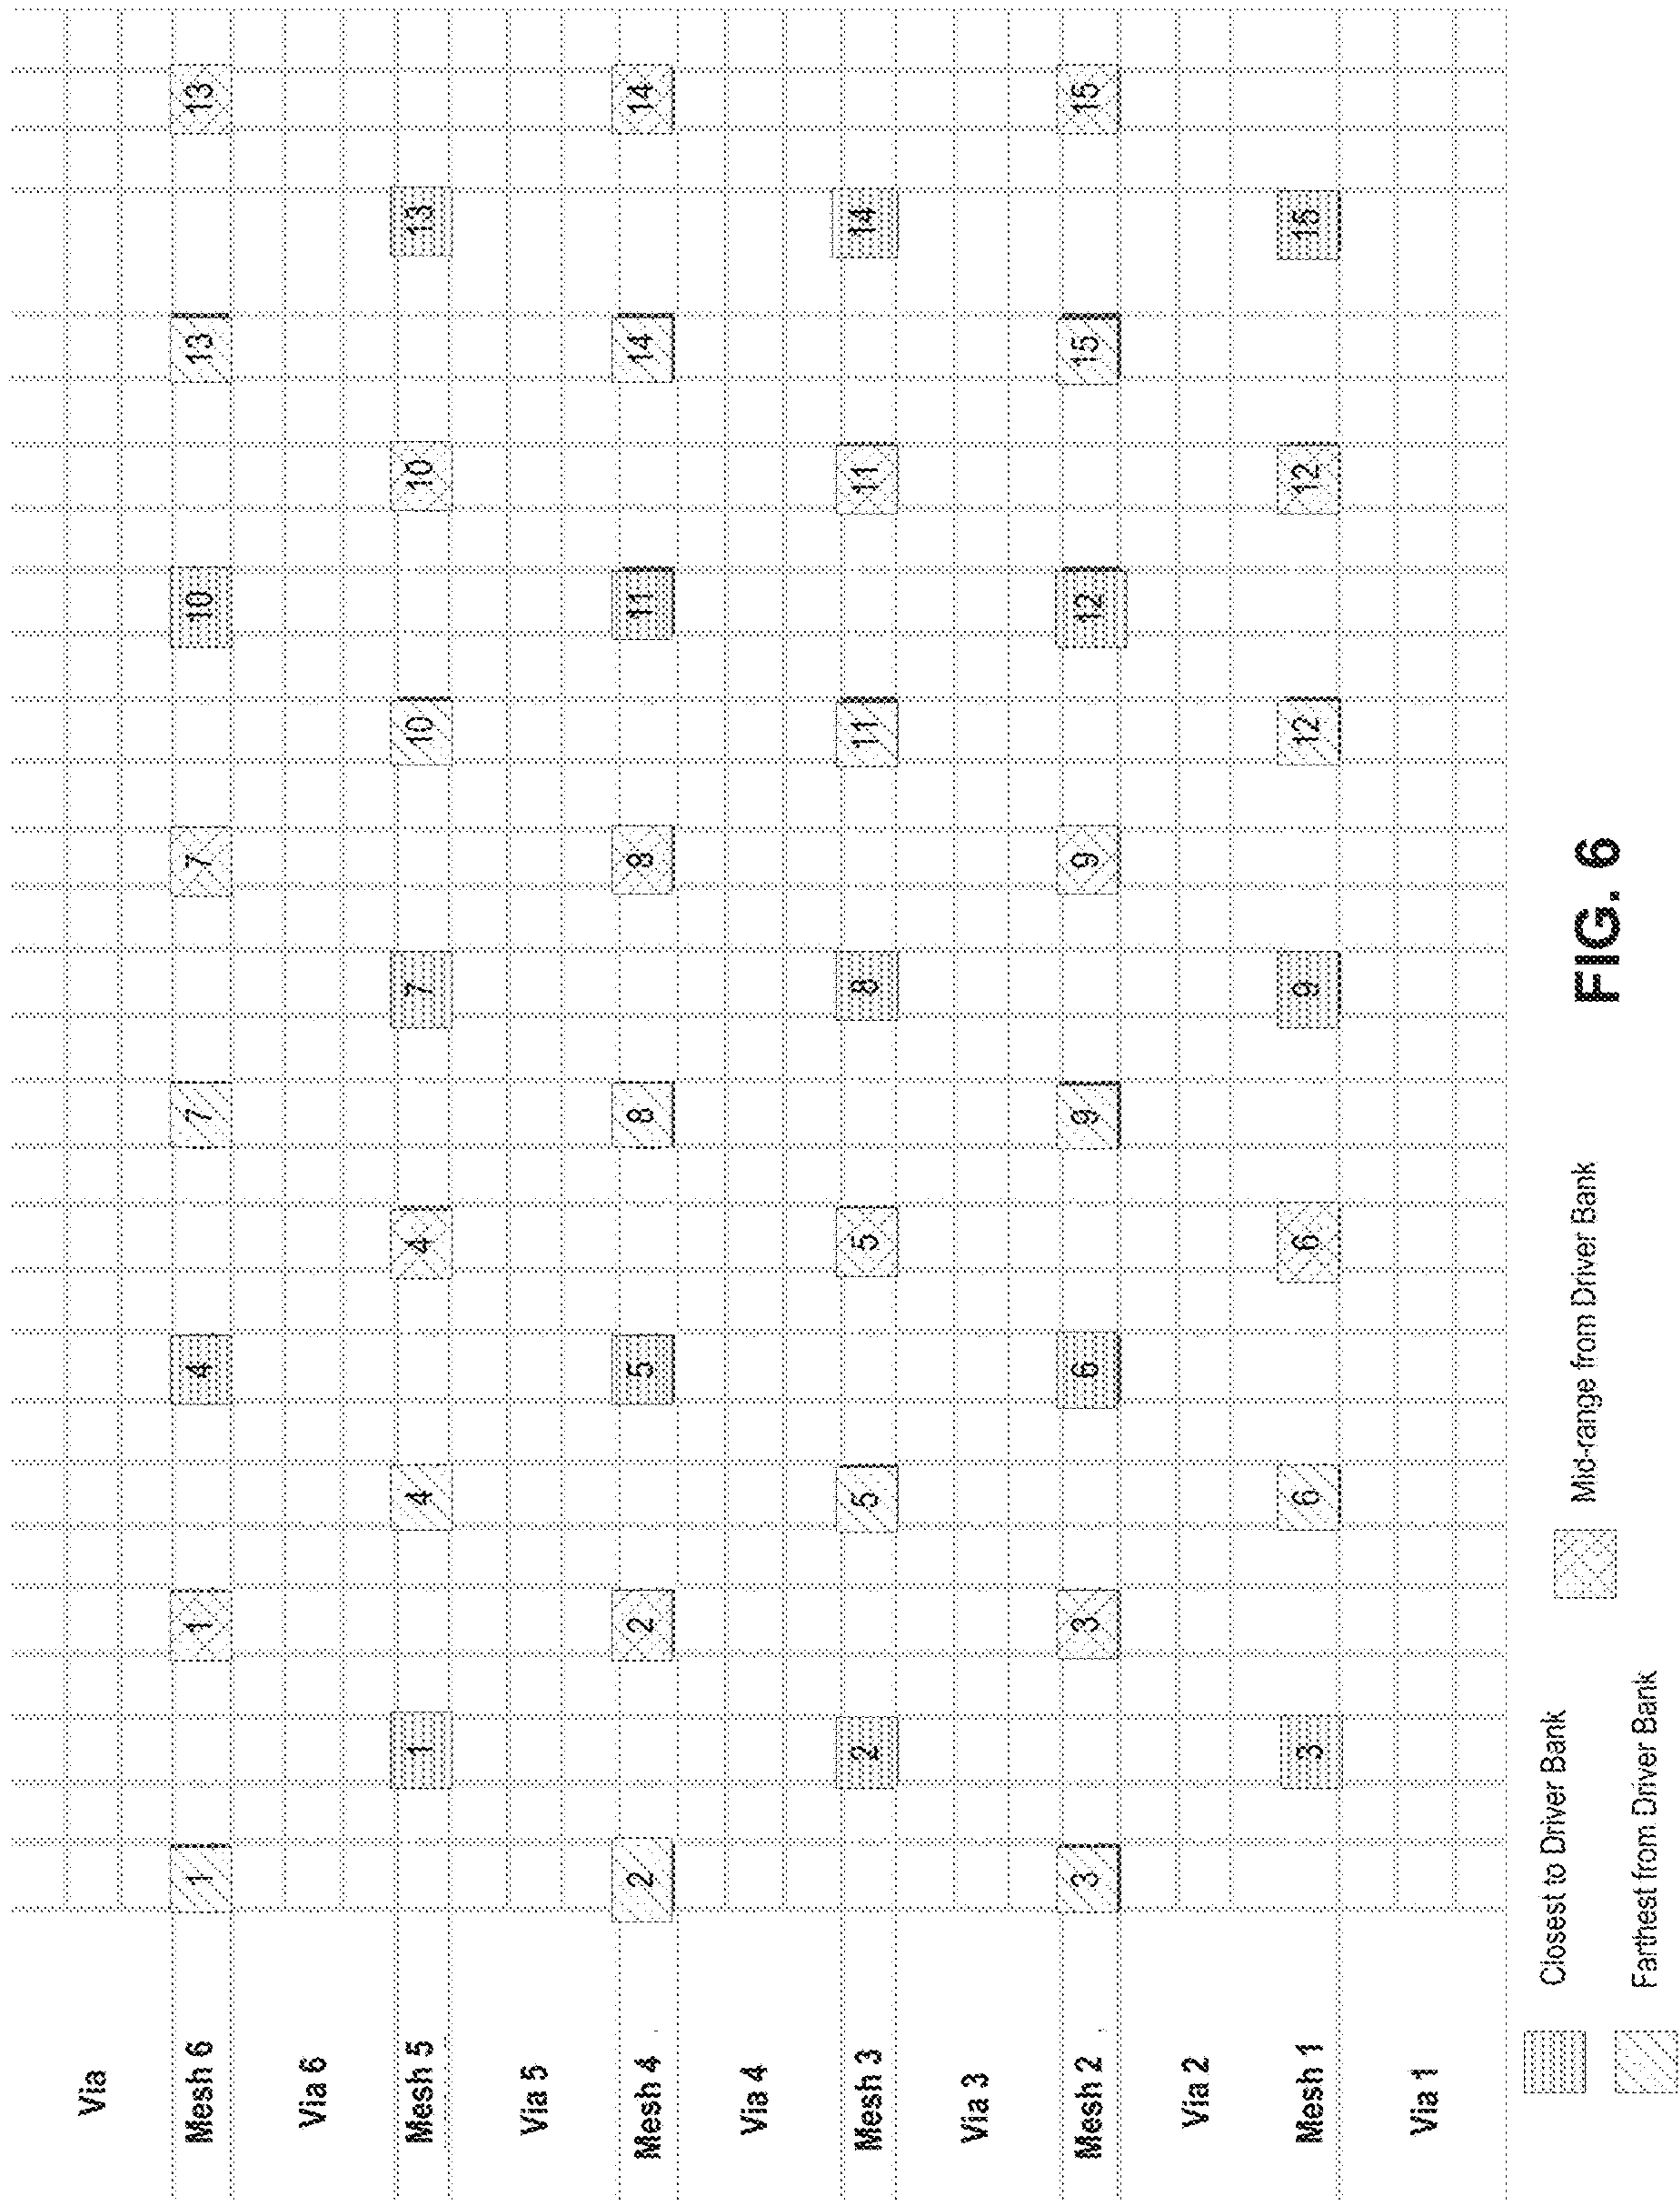 Via
Mesh 6 1 1 4 7 7 10 13 13
Via 6
Mesh 5 1 4 4 7 10 10 13
Via 5
Mesh 4 2 2 5 8 8 11 14 14
Via 4
Mesh 3 2 5 5 8 11 11 14
Via 3
Mesh 2 3 3 6 9 9 12 15 15
Via 2
Mesh 1 3 6 6 9 12 12 15
Via 1
Closest to Driver Bank
Mid-range from Driver Bank
Farthest from Driver Bank
FIG. 6